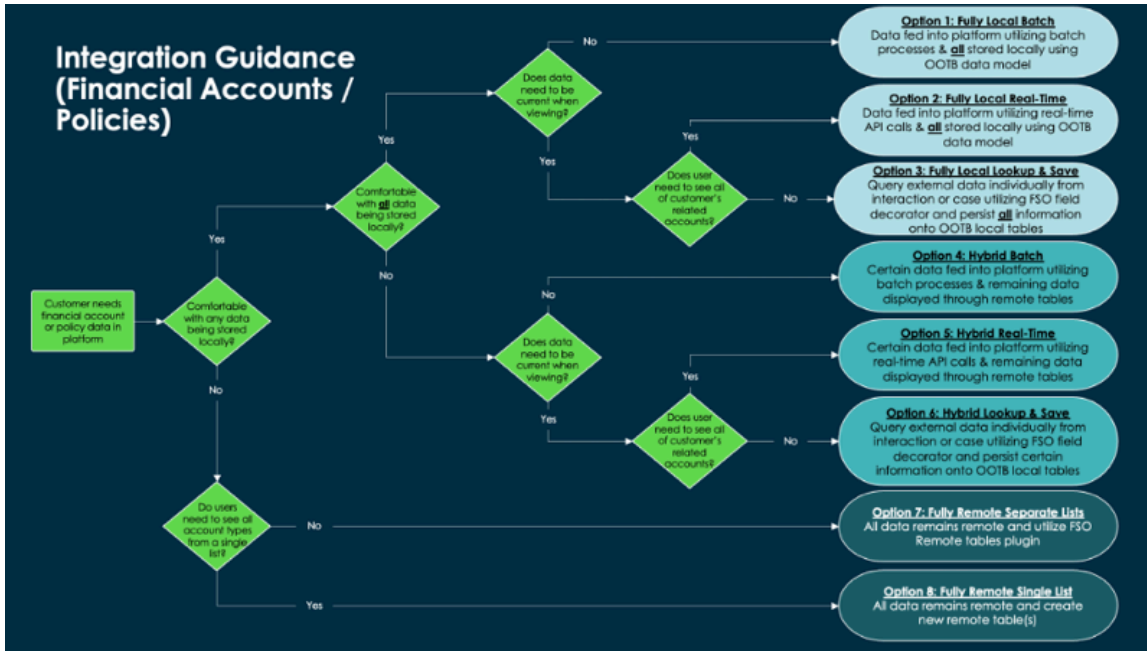 Integration Guidance
(Financial Accounts /
Policies)
No
Does data
need to be
current when
viewing?
Option 1: Fully Local Batch
Data fed into platform utilizing batch
processes & all stored locally using
OOTB data model
Yes
Yes
Yes
Option 2: Fully Local Real-Time
Data fed into platform utilizing real-time
API calls & all stored locally using OOTB
data model
Comfortable
with all data
being stored
locally?
Does user
need to see all
of customer's
related
accounts?
No
Option 3: Fully Local Lookup & Save
Query external data individually from
interaction or case utilizing FSO field
decorator and persist all information
onto OOTB local tables
Yes
No
No
Option 4: Hybrid Batch
Certain data fed into platform utilizing
batch processes & remaining data
displayed through remote tables
Customer needs
financial account
or policy data in
platform
Comfortable
with any data
being stored
locally?
Does data
need to be
current when
viewing?
Yes
Option 5: Hybrid Real-Time
Certain data fed into platform utilizing
real-time API calls & remaining data
displayed through remote tables
No
Yes
Does user
need to see all
of customer's
related
accounts?
No
Option 6: Hybrid Lookup & Save
Query external data individually from
interaction or case utilizing FSO field
decorator and persist certain
information onto OOTB local tables
Do users
need to see all
account types
from a single
list?
No
Option 7: Fully Remote Separate Lists
All data remains remote and utilize FSO
Remote tables plugin
Yes
Option 8: Fully Remote Single List
All data remains remote and create
new remote table(s)